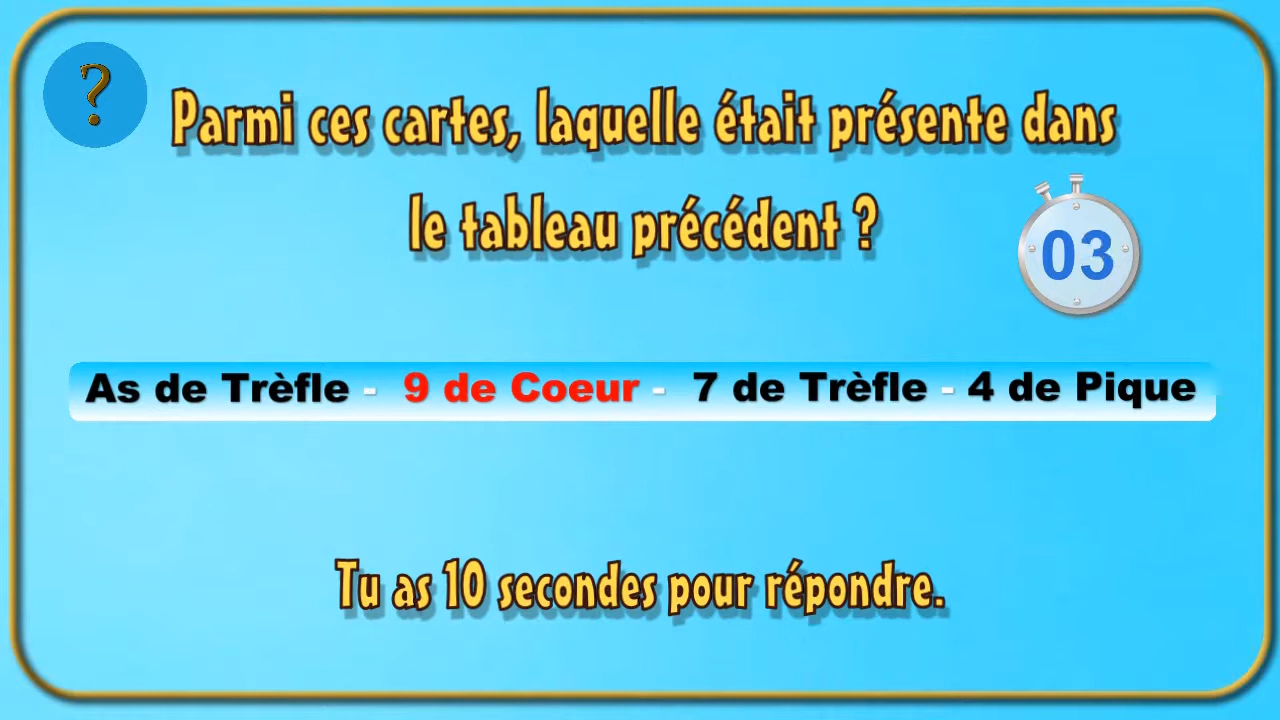 ?
Parmi ces cartes, laquelle était présente dans
le tableau précédent ?
03
As de Trèfle - 9 de Coeur - 7 de Trèfle - 4 de Pique
Tu as 10 secondes pour répondre.